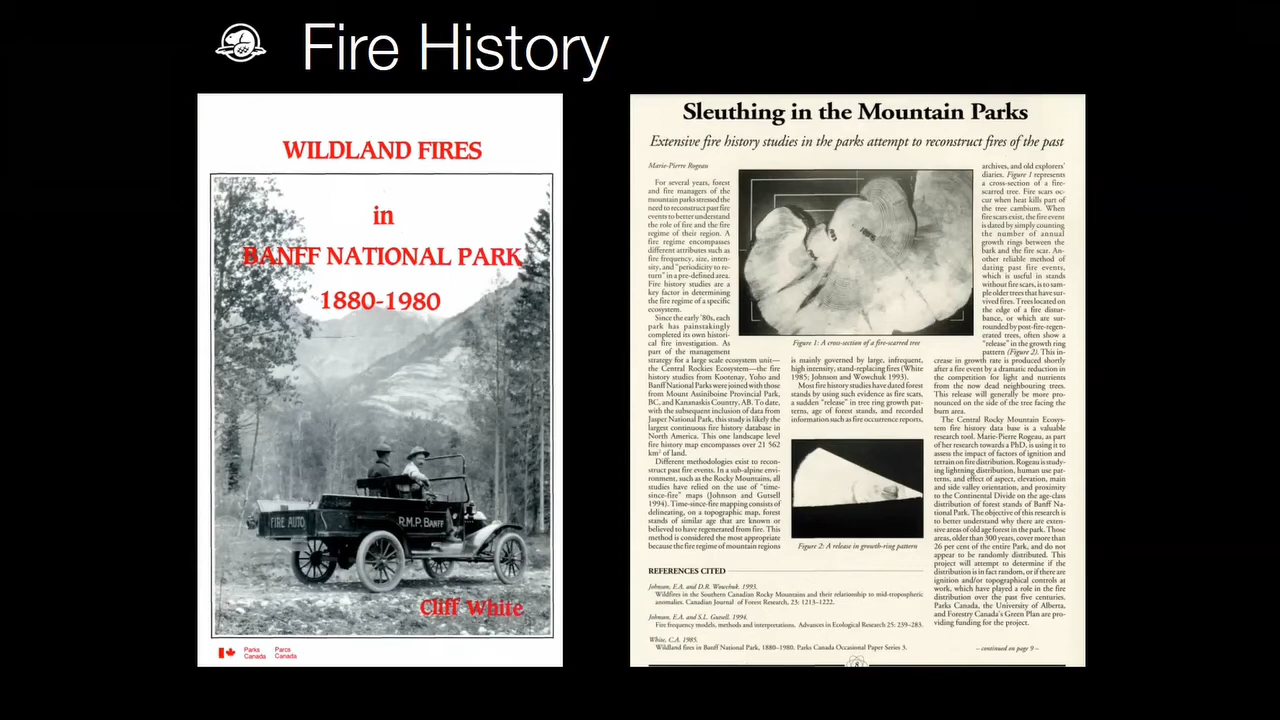 Fire History
WILDLAND FIRES
in
BANFF NATIONAL PARK
1880-1980
FIRE AUTO
R.M.P. BANFF
Cliff White
Parks
Canada
Parcs
Canada
Sleuthing in the Mountain Parks
Extensive fire history studies in the parks attempt to reconstruct fires of the past
Marie-Pierre Rogeau
For several years, forest
and fire managers of the
mountain parks stressed the
need to reconstruct past fire
events to better understand
the role of fire and the fire
regime of their region. A
fire regime encompasses
different attributes such as
fire frequency, size, inten-
sity, and "periodicity to re-
turn" in a pre-defined area.
Fire history studies are a
key factor in determining
the fire regime of a specific
ecosystem.
Since the early '80s, each
park has painstakingly
completed its own histori-
cal fire investigation. As
part of the management
strategy for a large scale ecosystem unit—
the Central Rockies Ecosystem—the fire
history studies from Kootenay, Yoho and
Banff National Parks were joined with those
from Mount Assiniboine Provincial Park,
BC, and Kananaskis Country, AB. To date,
with the subsequent inclusion of data from
Jasper National Park, this study is likely the
largest continuous fire history database in
North America. This one landscape level
fire history map encompasses over 21 562
km² of land.
Different methodologies exist to recon-
struct past fire events. In a sub-alpine envi-
ronment, such as the Rocky Mountains, all
studies have relied on the use of "time-
since-fire" maps (Johnson and Gutsell
1994). Time-since-fire mapping consists of
delineating, on a topographic map, forest
stands of similar age that are known or
believed to have regenerated from fire. This
method is considered the most appropriate
because the fire regime of mountain regions
Figure 1: A cross-section of a fire-scarred tree
is mainly governed by large, infrequent,
high intensity, stand-replacing fires (White
1985; Johnson and Wowchuk 1993).
Most fire history studies have dated forest
stands by using such evidence as fire scars,
a sudden "release" in tree ring growth pat-
terns, age of forest stands, and recorded
information such as fire occurrence reports,
Figure 2: A release in growth-ring pattern
archives, and old explorers'
diaries. Figure 1 represents
a cross-section of a fire-
scarred tree. Fire scars oc-
cur when heat kills part of
the tree cambium. When
fire scars exist, the fire event
is dated by simply counting
the number of annual
growth rings between the
bark and the fire scar. An-
other reliable method of
dating past fire events,
which is useful in stands
without fire scars, is to sam-
ple older trees that have sur-
vived fires. Trees located on
the edge of a fire distur-
bance, or which are sur-
rounded by post-fire-regen-
erated trees, often show a
"release" in the growth ring
pattern (Figure 2). This in-
crease in growth rate is produced shortly
after a fire event by a dramatic reduction in
the competition for light and nutrients
from the now dead neighbouring trees.
This release will generally be more pro-
nounced on the side of the tree facing the
burn area.
The Central Rocky Mountain Ecosys-
tem fire history data base is a valuable
research tool. Marie-Pierre Rogeau, as part
of her research towards a PhD, is using it to
assess the impact of factors of ignition and
terrain on fire distribution. Rogeau is study-
ing lightning distribution, human use pat-
terns, and effect of aspect, elevation, main
and side valley orientation, and proximity
to the Continental Divide on the age-class
distribution of forest stands of Banff Na-
tional Park. The objective of this research is
to better understand why there are exten-
sive areas of old age forest in the park. Those
areas, older than 300 years, cover more than
26 per cent of the entire Park, and do not
appear to be randomly distributed. This
project will attempt to determine if the
distribution is in fact random, or if there are
ignition and/or topographical controls at
work, which have played a role in the fire
distribution over the past five centuries.
Parks Canada, the University of Alberta,
and Forestry Canada's Green Plan are pro-
viding funding for the project.
REFERENCES CITED
Johnson, E.A. and D.R. Wowchuk. 1993.
Wildfires in the Southern Canadian Rocky Mountains and their relationship to mid-tropospheric
anomalies. Canadian Journal of Forest Research, 23: 1213–1222.
Johnson, E.A. and S.L. Gutsell. 1994.
Fire frequency models, methods and interpretations. Advances in Ecological Research 25: 239–283.
White, C.A. 1985.
Wildland fires in Banff National Park, 1880–1980. Parks Canada Occasional Paper Series 3.
– continued on page 9 –
8